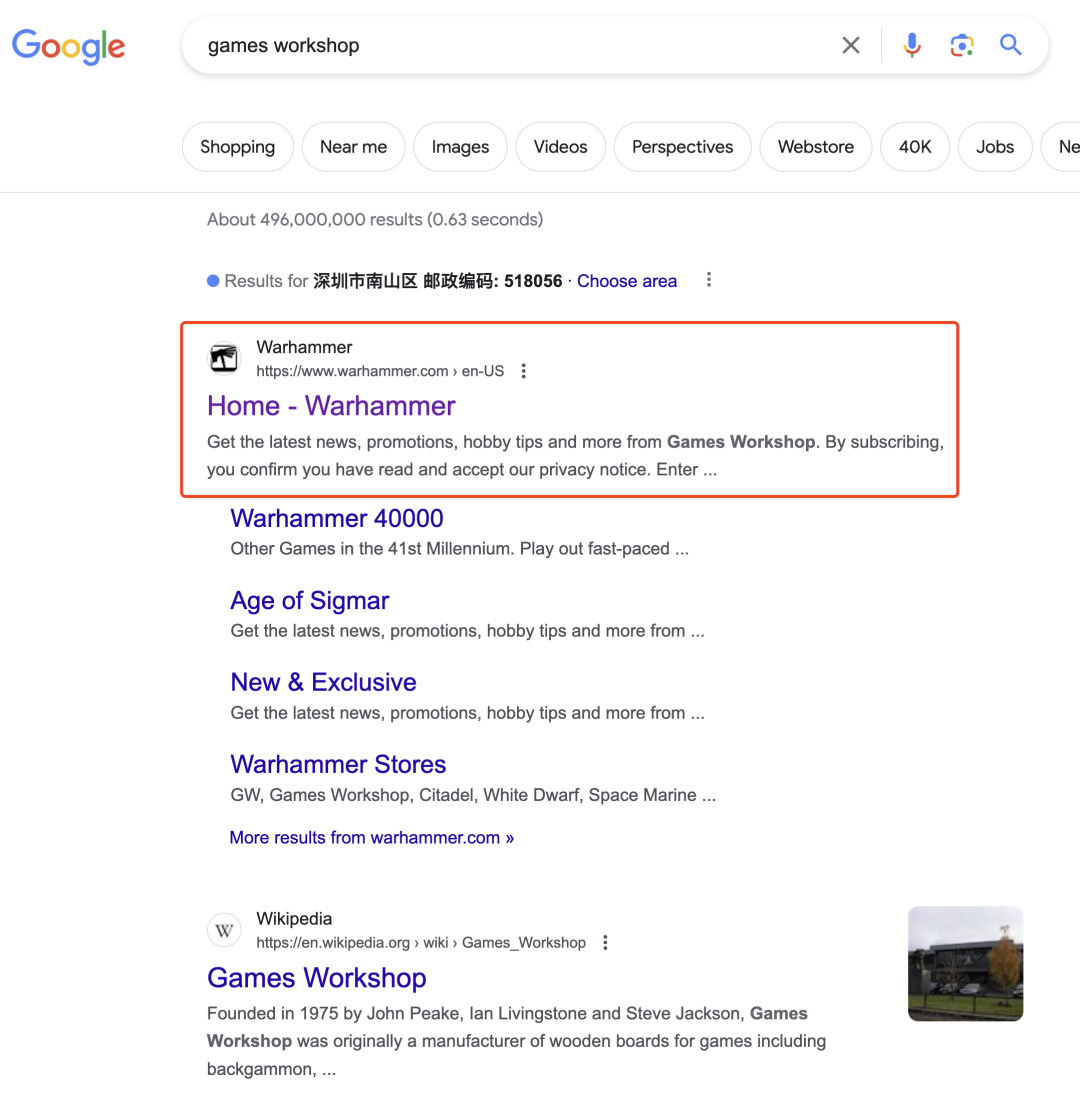 Google
games workshop
Shopping
Near me
Images
Videos
Perspectives
Webstore
40K
Jobs
Ne
About 496,000,000 results (0.63 seconds)
Results for 深圳市南山区 邮政编码: 518056 · Choose area
Warhammer
https://www.warhammer.com › en-US
Home - Warhammer
Get the latest news, promotions, hobby tips and more from Games Workshop. By subscribing,
you confirm you have read and accept our privacy notice. Enter ...
Warhammer 40000
Other Games in the 41st Millennium. Play out fast-paced ...
Age of Sigmar
Get the latest news, promotions, hobby tips and more from ...
New & Exclusive
Get the latest news, promotions, hobby tips and more from ...
Warhammer Stores
GW, Games Workshop, Citadel, White Dwarf, Space Marine ...
More results from warhammer.com »
W
Wikipedia
https://en.wikipedia.org › wiki › Games_Workshop
Games Workshop
Founded in 1975 by John Peake, Ian Livingstone and Steve Jackson, Games
Workshop was originally a manufacturer of wooden boards for games including
backgammon, ...